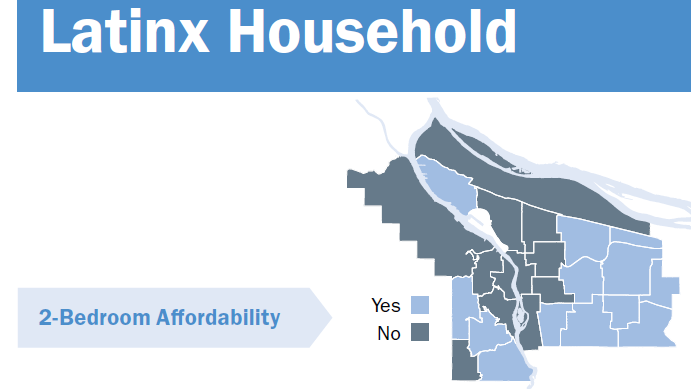 Latinx Household
2-Bedroom Affordability
Yes
No